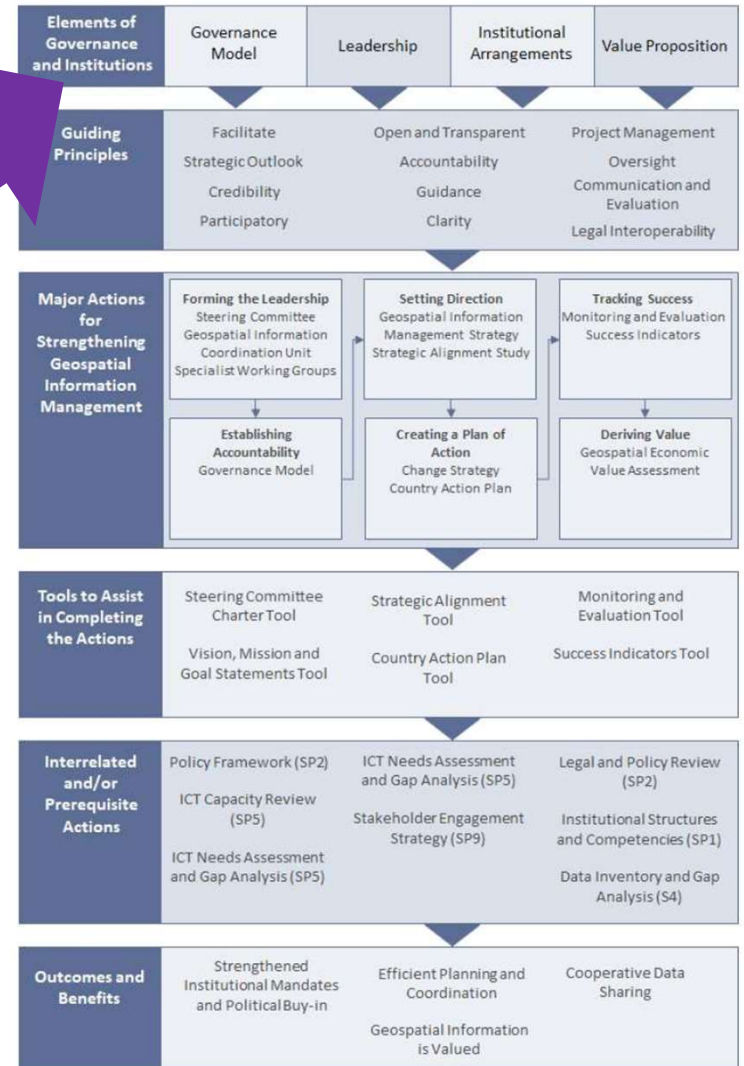 Elements of
Governance
and Institutions
Governance
Model
Leadership
Institutional
Arrangements
Value Proposition
Guiding
Principles
Facilitate
Strategic Outlook
Credibility
Participatory
Open and Transparent
Accountability
Guidance
Clarity
Project Management
Oversight
Communication and
Evaluation
Legal Interoperability
Major Actions
for
Strengthening
Geospatial
Information
Management
Forming the Leadership
Steering Committee
Geospatial Information
Coordination Unit
Specialist Working Groups
Establishing
Accountability
Governance Model
Setting Direction
Geospatial Information
Management Strategy
Strategic Alignment Study
Creating a Plan of
Action
Change Strategy
Country Action Plan
Tracking Success
Monitoring and Evaluation
Success Indicators
Deriving Value
Geospatial Economic
Value Assessment
Tools to Assist
in Completing
the Actions
Steering Committee
Charter Tool
Vision, Mission and
Goal Statements Tool
Strategic Alignment
Tool
Country Action Plan
Tool
Monitoring and
Evaluation Tool
Success Indicators Tool
Interrelated
and/or
Prerequisite
Actions
Policy Framework (SP2)
ICT Capacity Review
(SP5)
ICT Needs Assessment
and Gap Analysis (SP5)
ICT Needs Assessment
and Gap Analysis (SP5)
Stakeholder Engagement
Strategy (SP9)
Legal and Policy Review
(SP2)
Institutional Structures
and Competencies (SP1)
Data Inventory and Gap
Analysis (S4)
Outcomes and
Benefits
Strengthened
Institutional Mandates
and Political Buy-in
Efficient Planning and
Coordination
Geospatial Information
is Valued
Cooperative Data
Sharing